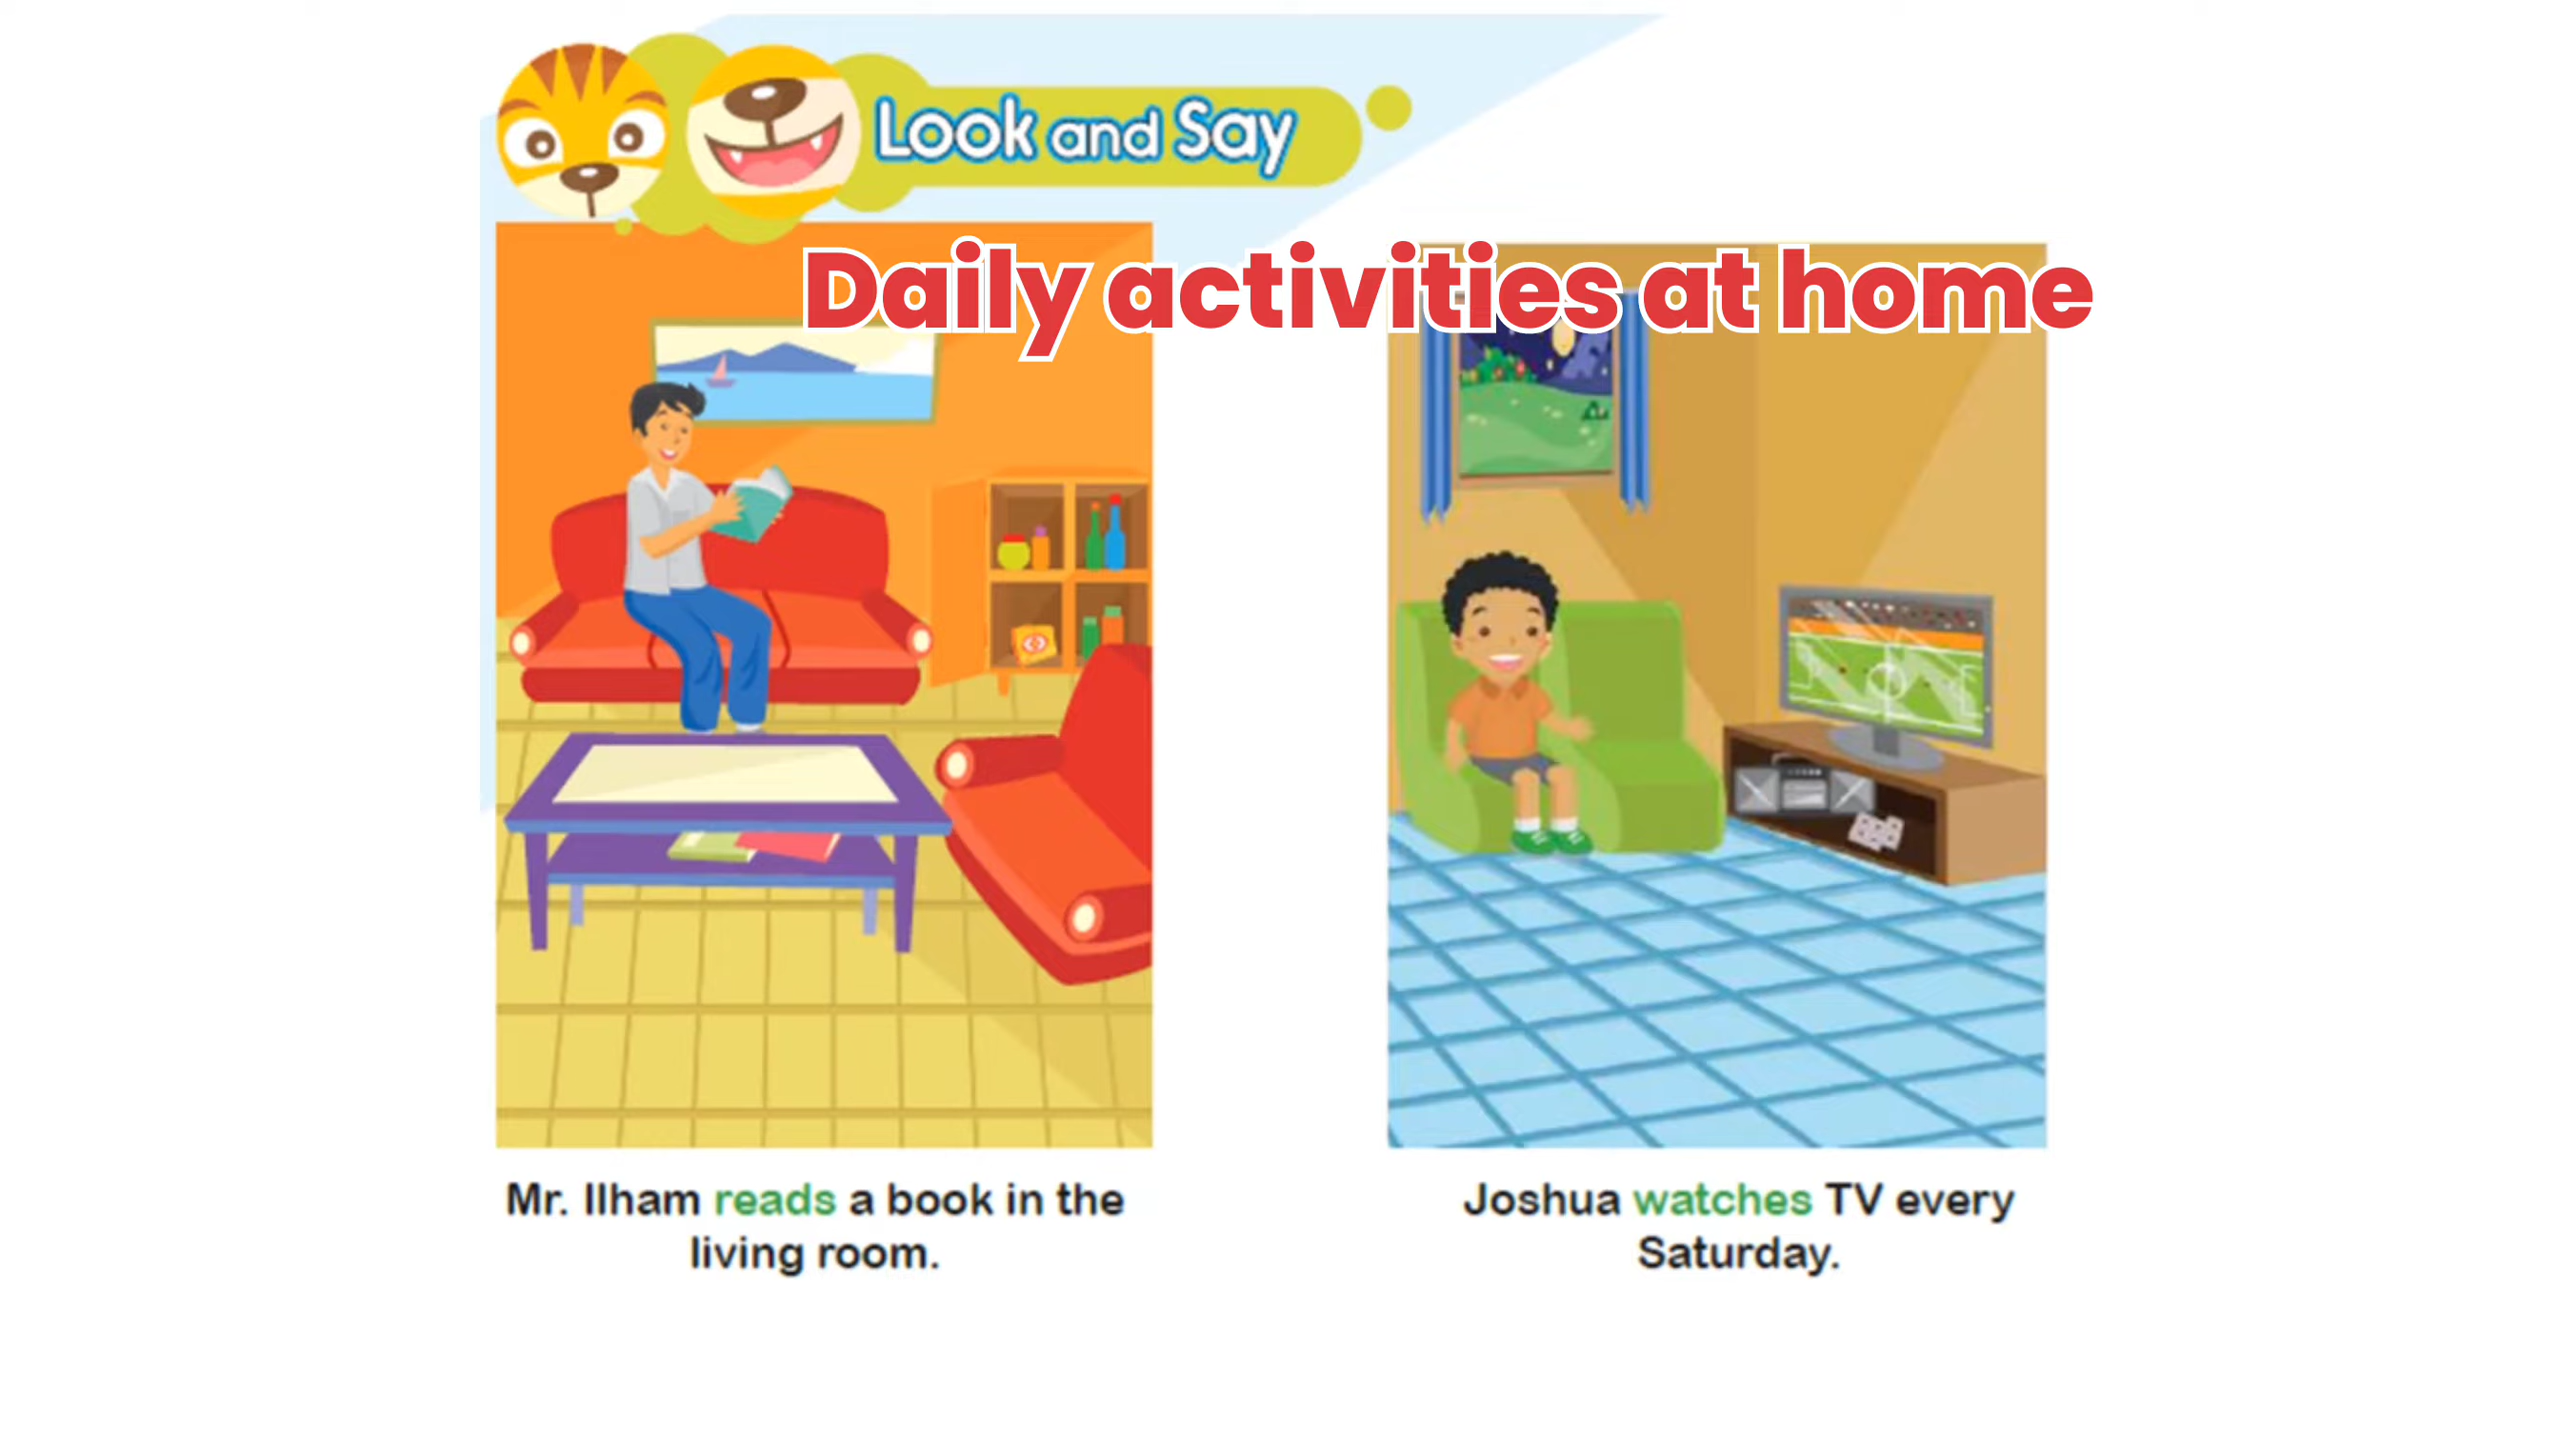 Look and Say
Daily activities at home
Mr. Ilham reads a book in the
living room.
Joshua watches TV every
Saturday.